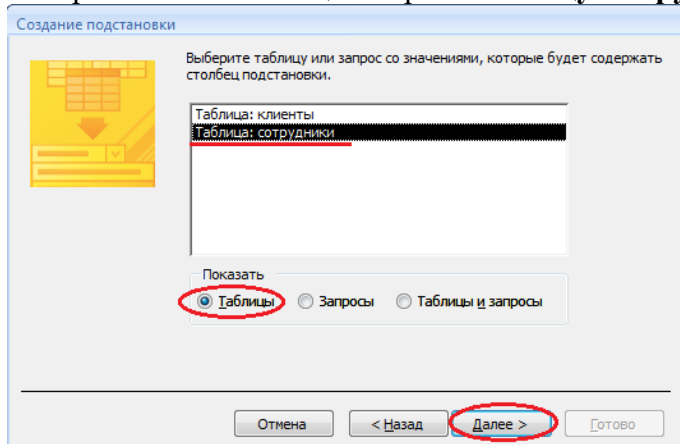 Создание подстановки
Выберите таблицу или запрос со значениями, которые будет содержать
столбец подстановки.
Таблица: клиенты
Таблица: сотрудники
Показать
Таблицы
Запросы
Таблицы и запросы
Отмена
< Назад
Далее >
Готово